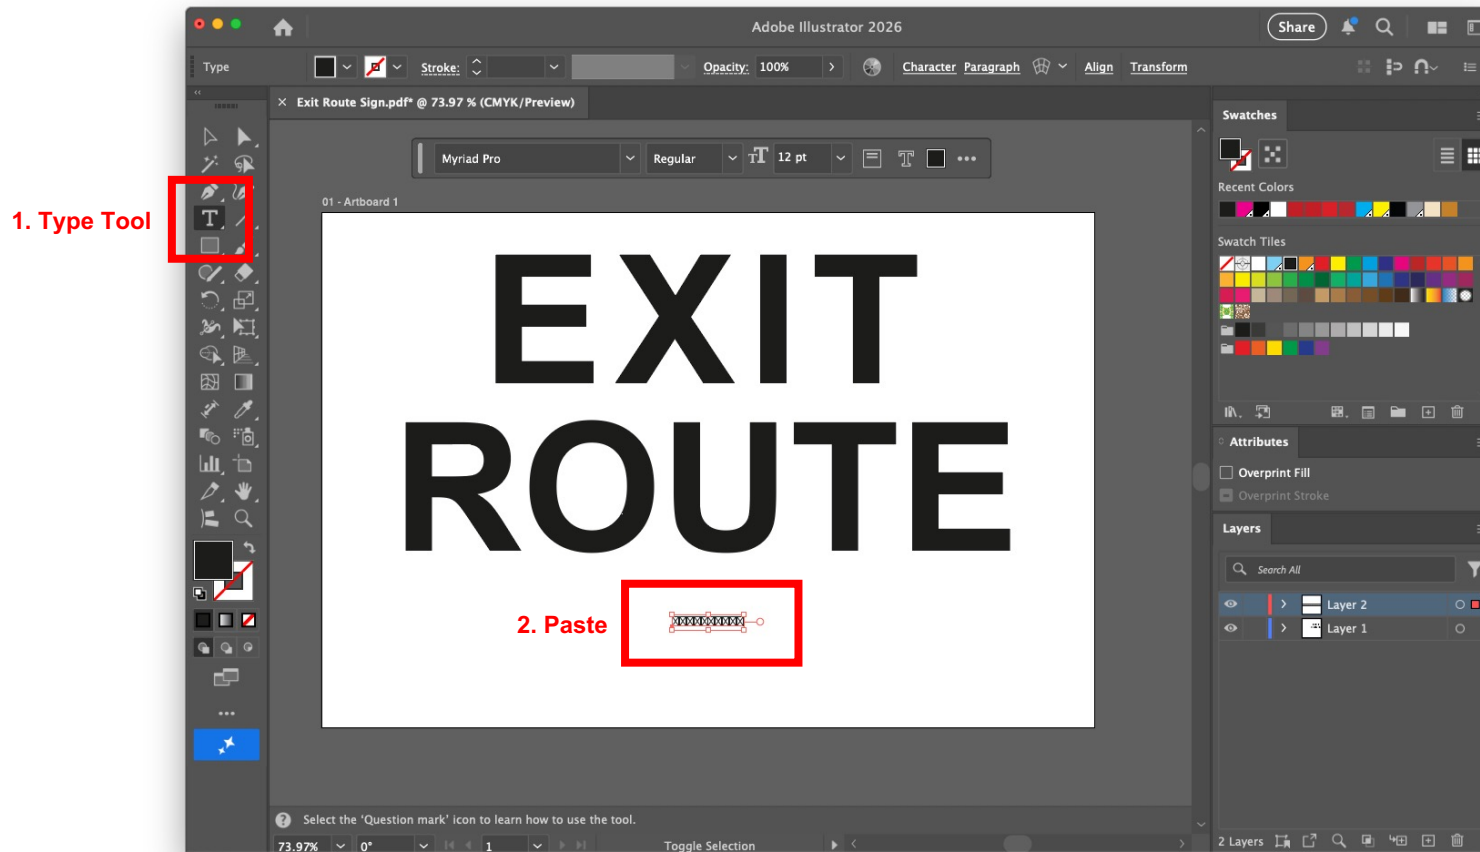 Adobe Illustrator 2026
Share
Type
Stroke:
Opacity: 100%
Character Paragraph
Align Transform
× Exit Route Sign.pdf* @ 73.97 % (CMYK/Preview)
Myriad Pro
Regular
12 pt
01 - Artboard 1
1. Type Tool
EXIT
ROUTE
2. Paste
Swatches
Recent Colors
Swatch Tiles
Attributes
Overprint Fill
Overprint Stroke
Layers
Search All
Layer 2
Layer 1
Select the 'Question mark' icon to learn how to use the tool.
73.97% 0° 1 Toggle Selection
2 Layers